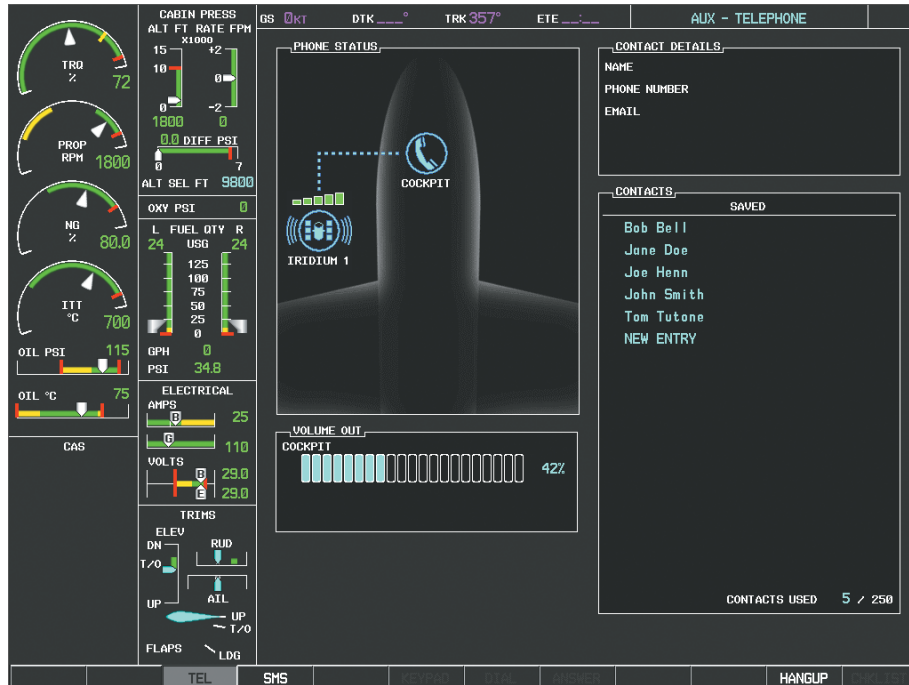 GS 0KT DTK ___° TRK 357° ETE __:__ AUX – TELEPHONE
TRQ
%
72
PROP
RPM
1800
NG
%
80.0
ITT
°C
700
OIL PSI 115
OIL °C 75
CAS
CABIN PRESS
ALT FT RATE FPM
X1000
15 +2
10 0
0 -2
1800 0
0.0 DIFF PSI
0 7
ALT SEL FT 9800
OXY PSI 0
L FUEL QTY R
24 USG 24
125
100
75
50
25
0
GPH 0
PSI 34.8
ELECTRICAL
AMPS
B 25
G 110
VOLTS
B 29.0
E 29.0
TRIMS
ELEV
DN RUD
T/O
UP AIL
UP
T/O
FLAPS LDG
PHONE STATUS
COCKPIT
IRIDIUM 1
VOLUME OUT
COCKPIT
42%
CONTACT DETAILS
NAME
PHONE NUMBER
EMAIL
CONTACTS
SAVED
Bob Bell
Jane Doe
Joe Henn
John Smith
Tom Tutone
NEW ENTRY
CONTACTS USED 5 / 250
TEL SMS KEYPAD DIAL ANSWER HANGUP CHKLIST